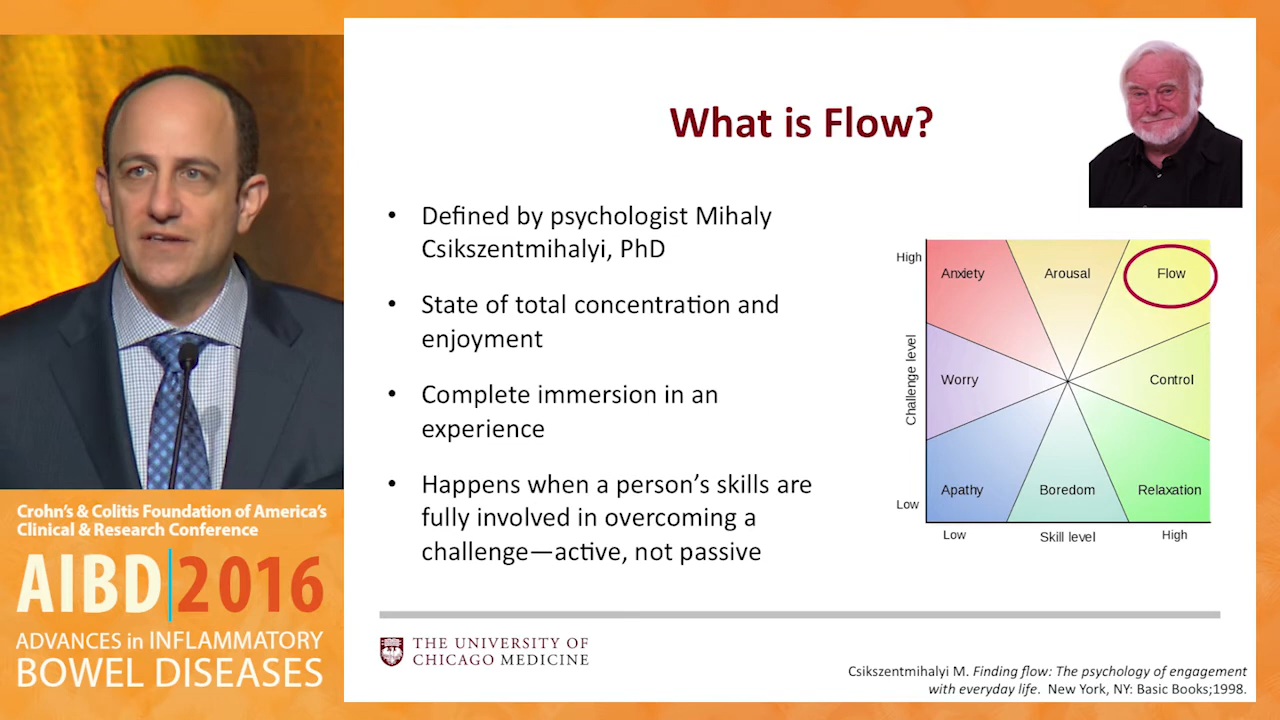 What is Flow?
• Defined by psychologist Mihaly
Csikszentmihalyi, PhD
• State of total concentration and
enjoyment
• Complete immersion in an
experience
• Happens when a person's skills are
fully involved in overcoming a
challenge—active, not passive
High
Challenge level
Low
Anxiety
Arousal
Flow
Worry
Control
Apathy
Boredom
Relaxation
Low
Skill level
High
THE UNIVERSITY OF
CHICAGO MEDICINE
Csikszentmihalyi M. Finding flow: The psychology of engagement
with everyday life. New York, NY: Basic Books;1998.
Crohn's & Colitis Foundation of America's
Clinical & Research Conference
AIBD|2016
ADVANCES in INFLAMMATORY
BOWEL DISEASES